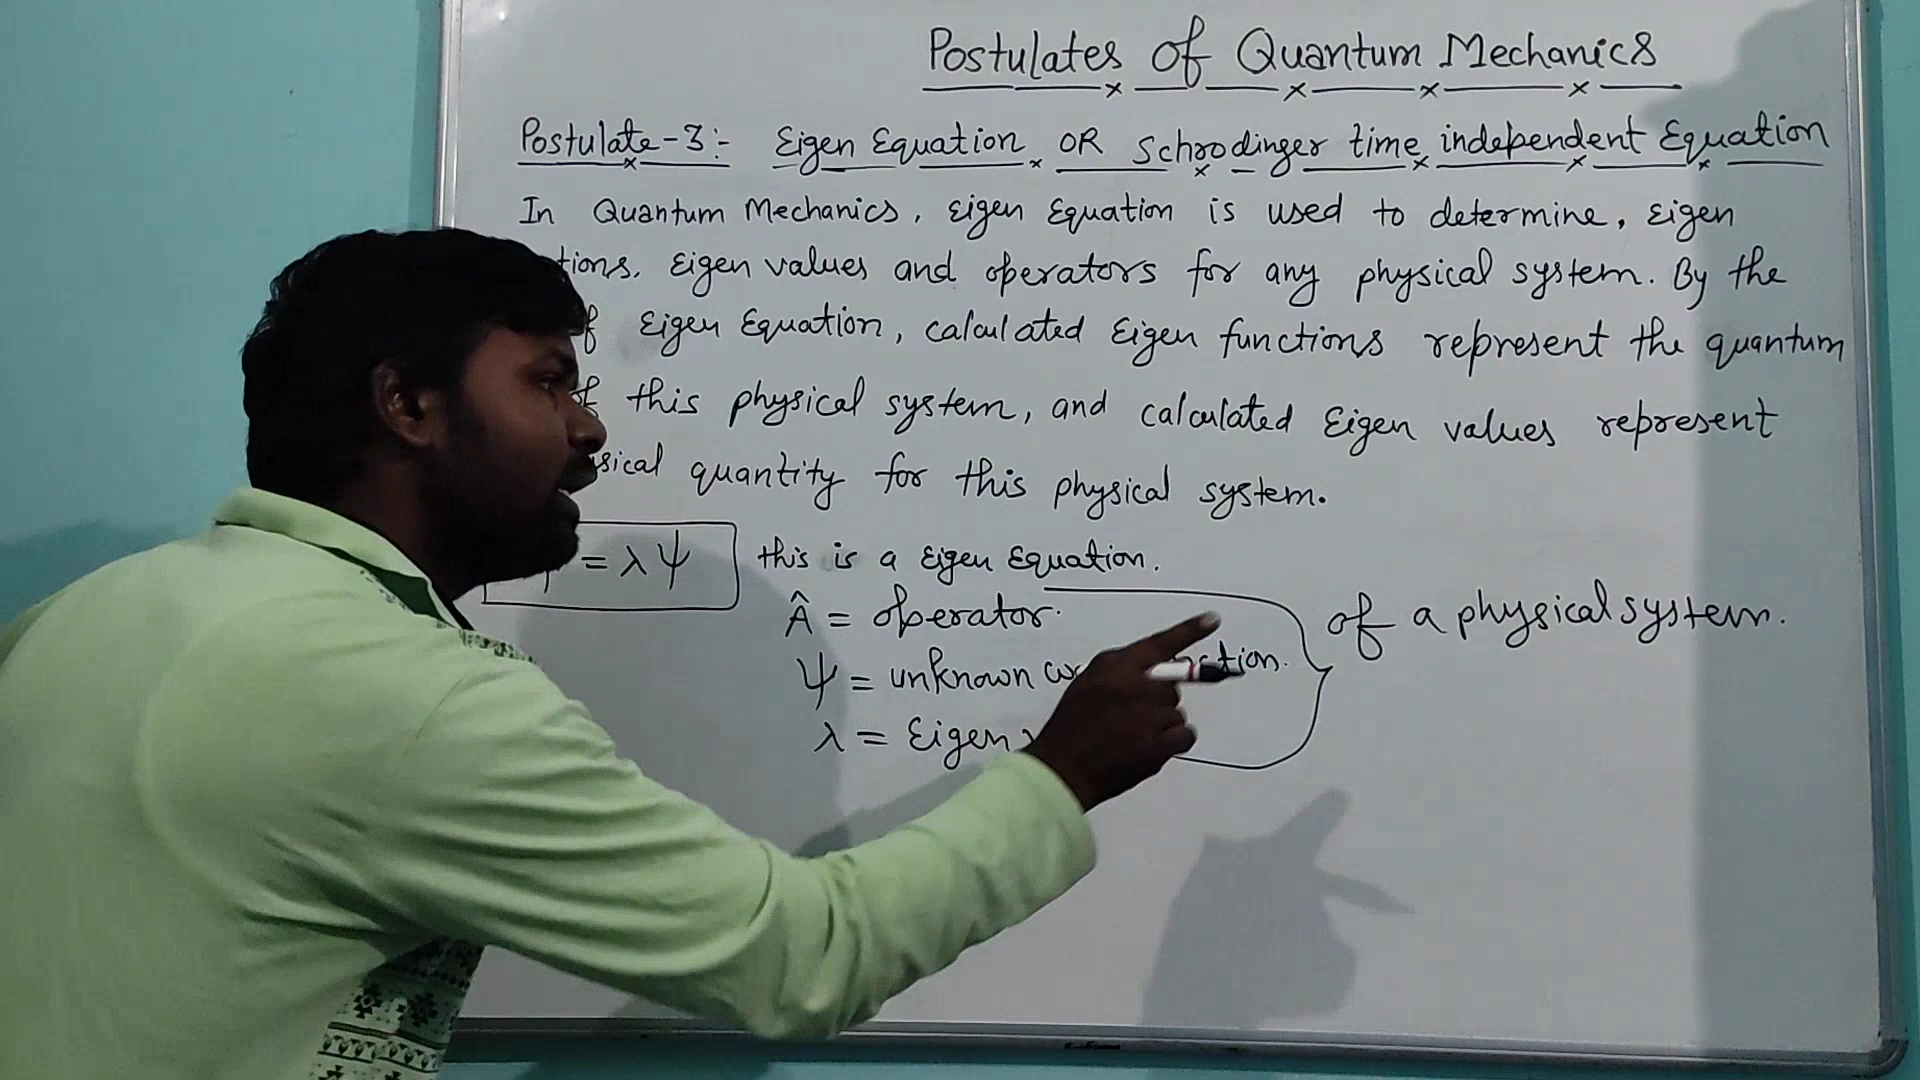 Postulates of Quantum Mechanics
Postulate-3:- Eigen Equation OR Schrodinger time independent Equation
In Quantum Mechanics, Eigen Equation is used to determine, Eigen
Eigen values and operators for any physical system. By the
Eigen Equation, calculated Eigen functions represent the quantum
this physical system, and calculated Eigen values represent
quantity for this physical system.
= λψ this is a Eigen Equation.
Â = operator.
ψ = unknown
λ = Eigen
of a physical system.